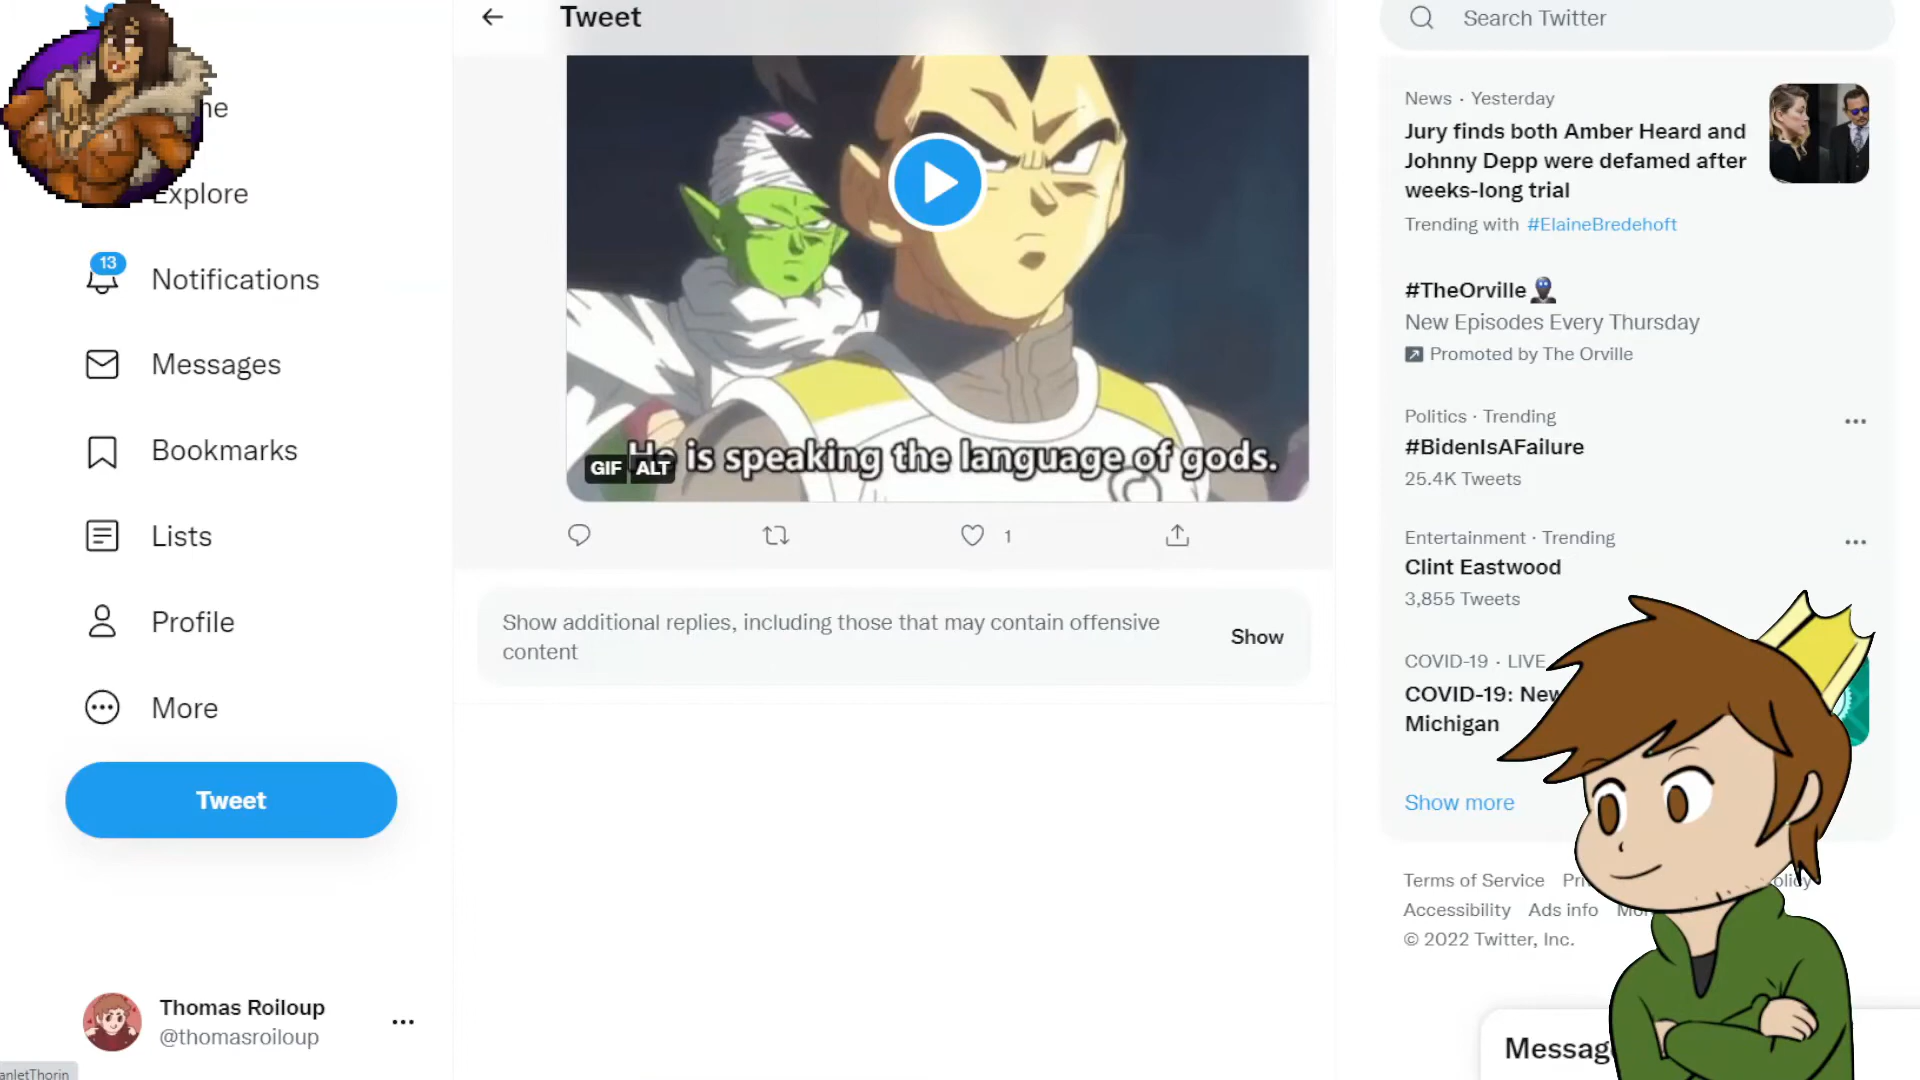 Tweet
Explore
13
Notifications
Messages
Bookmarks
Lists
Profile
More
Tweet
Thomas Roiloup
@thomasroiloup
is speaking the language of gods.
GIF ALT
1
Show additional replies, including those that may contain offensive
content
Show
Search Twitter
News · Yesterday
Jury finds both Amber Heard and
Johnny Depp were defamed after
weeks-long trial
Trending with #ElaineBredehoft
#TheOrville
New Episodes Every Thursday
Promoted by The Orville
Politics · Trending
#BidenIsAFailure
25.4K Tweets
Entertainment · Trending
Clint Eastwood
3,855 Tweets
COVID-19 · LIVE
COVID-19: New
Michigan
Show more
Terms of Service
Accessibility Ads info
© 2022 Twitter, Inc.